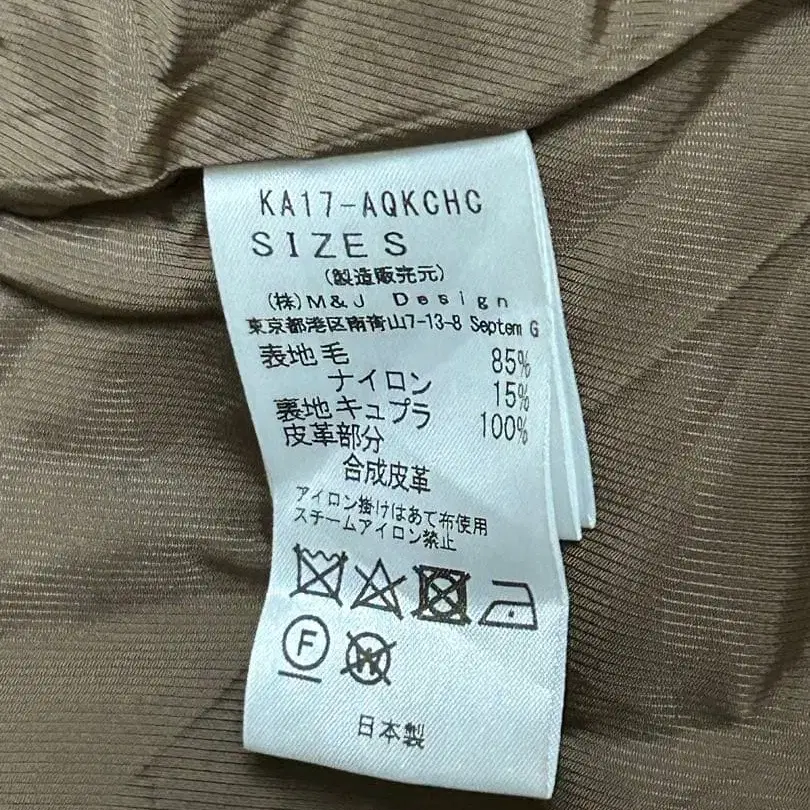 KA17-AQKCHC
SIZE S
(製造販売元)
(株)M&J Design
東京都港区南青山7-13-8 Septem G
表地 毛 85%
ナイロン 15%
裏地 キュプラ 100%
皮革部分
合成皮革
アイロン掛けはあて布使用
スチームアイロン禁止
F W
日本製